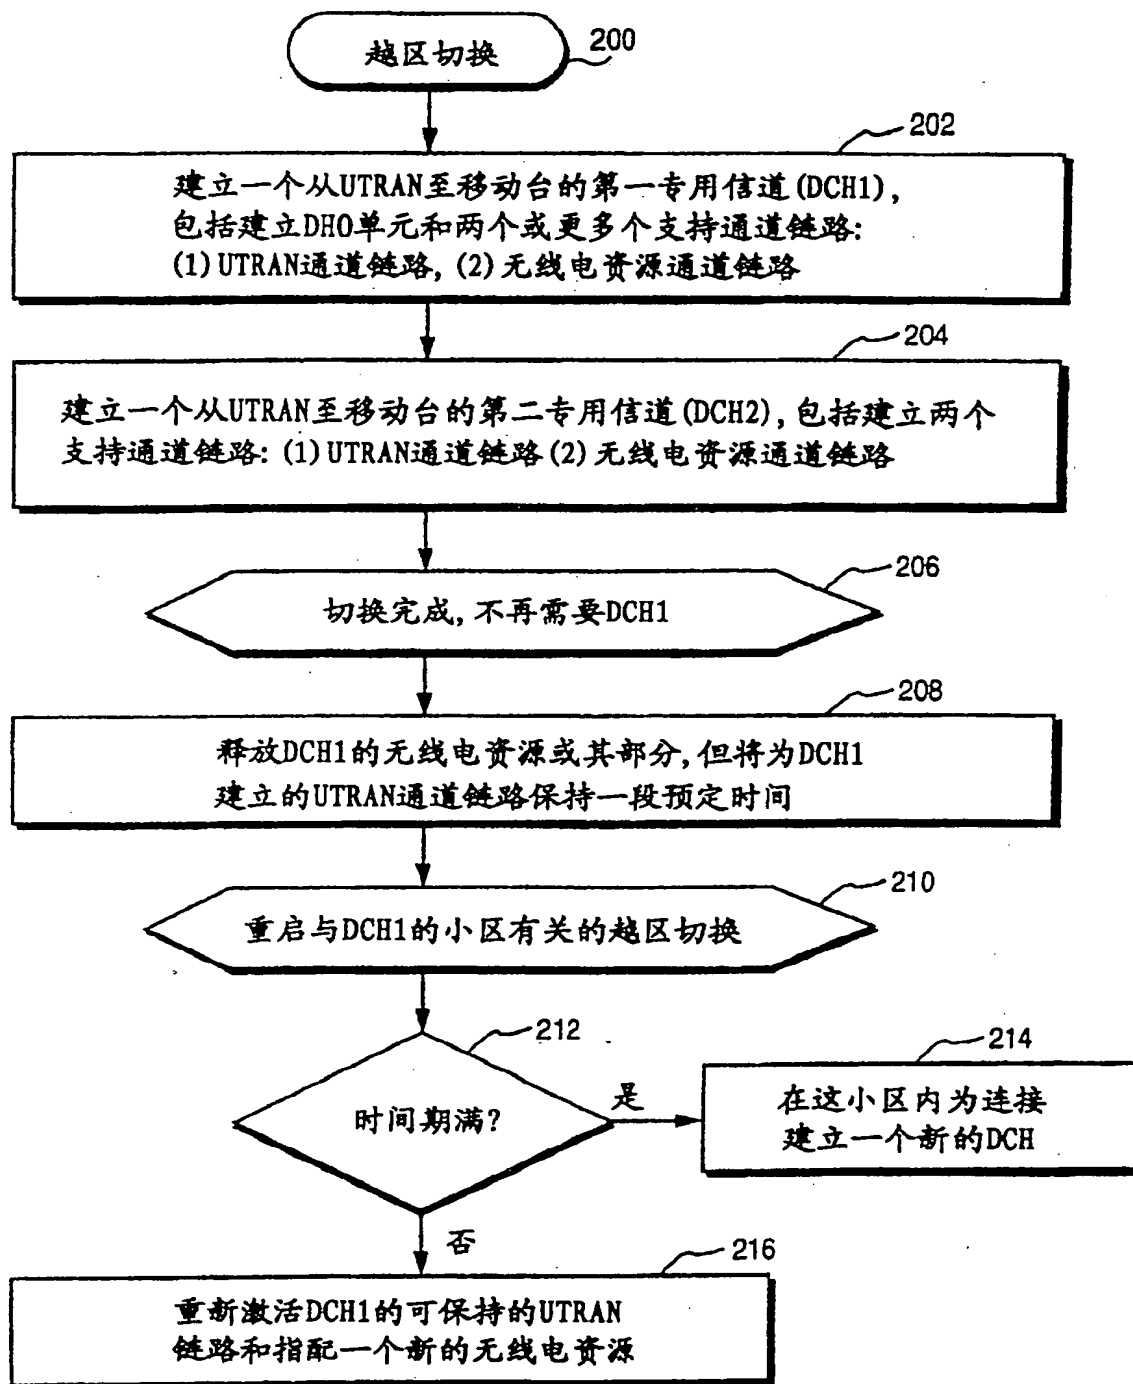 越区切换
200
202
建立一个从UTRAN至移动台的第一专用信道(DCH1),
包括建立DHO单元和两个或更多个支持通道链路:
(1)UTRAN通道链路,(2)无线电资源通道链路
204
建立一个从UTRAN至移动台的第二专用信道(DCH2),包括建立两个
支持通道链路:(1)UTRAN通道链路(2)无线电资源通道链路
206
切换完成,不再需要DCH1
208
释放DCH1的无线电资源或其部分,但将为DCH1
建立的UTRAN通道链路保持一段预定时间
210
重启与DCH1的小区有关的越区切换
212
时间期满?
是
214
在这小区内为连接
建立一个新的DCH
否
216
重新激活DCH1的可保持的UTRAN
链路和指配一个新的无线电资源